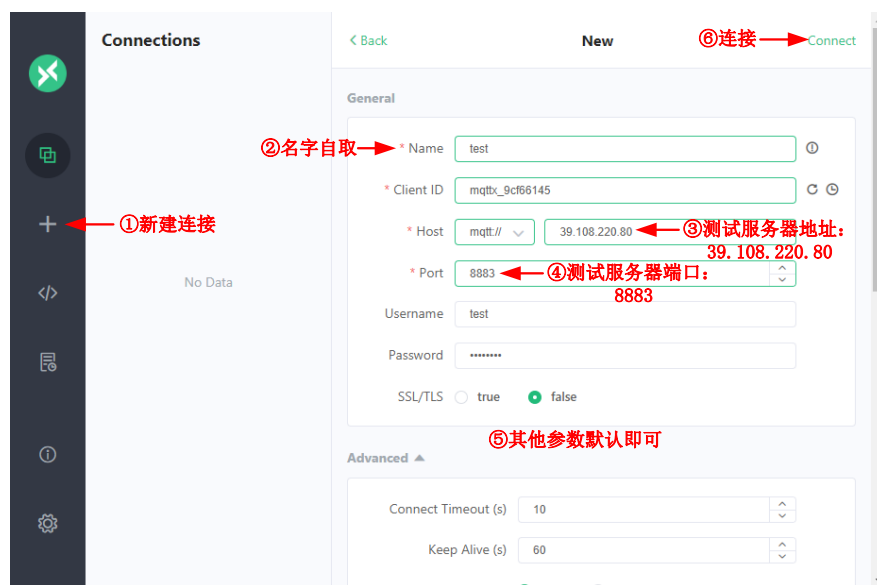 Connections
Back
New
⑥连接
Connect
General
②名字自取
* Name
test
* Client ID
mqttx_9cf66145
①新建连接
* Host
mqtt://
39.108.220.80
③测试服务器地址：
39.108.220.80
* Port
8883
④测试服务器端口：
8883
No Data
Username
test
Password
••••••••
SSL/TLS
true
false
⑤其他参数默认即可
Advanced
Connect Timeout (s)
10
Keep Alive (s)
60